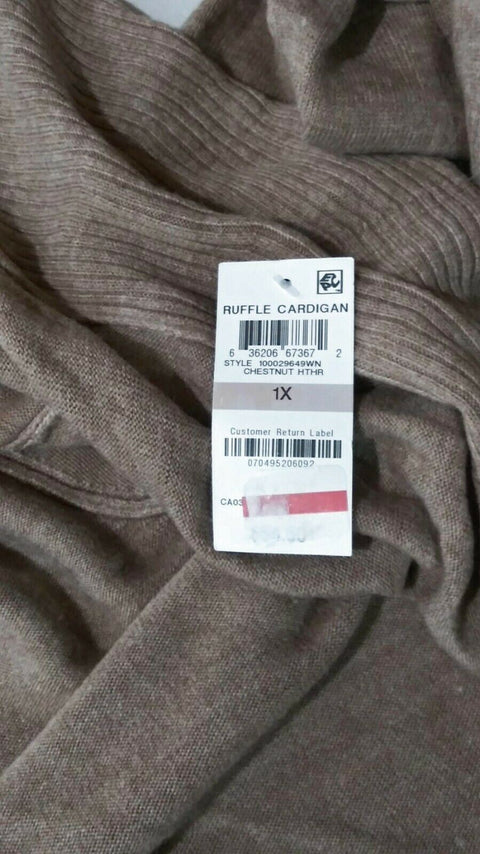 RUFFLE CARDIGAN
6 36206 67367 2
STYLE 100029649WN
CHESTNUT HTHR
1X
Customer Return Label
070495206092
CA03